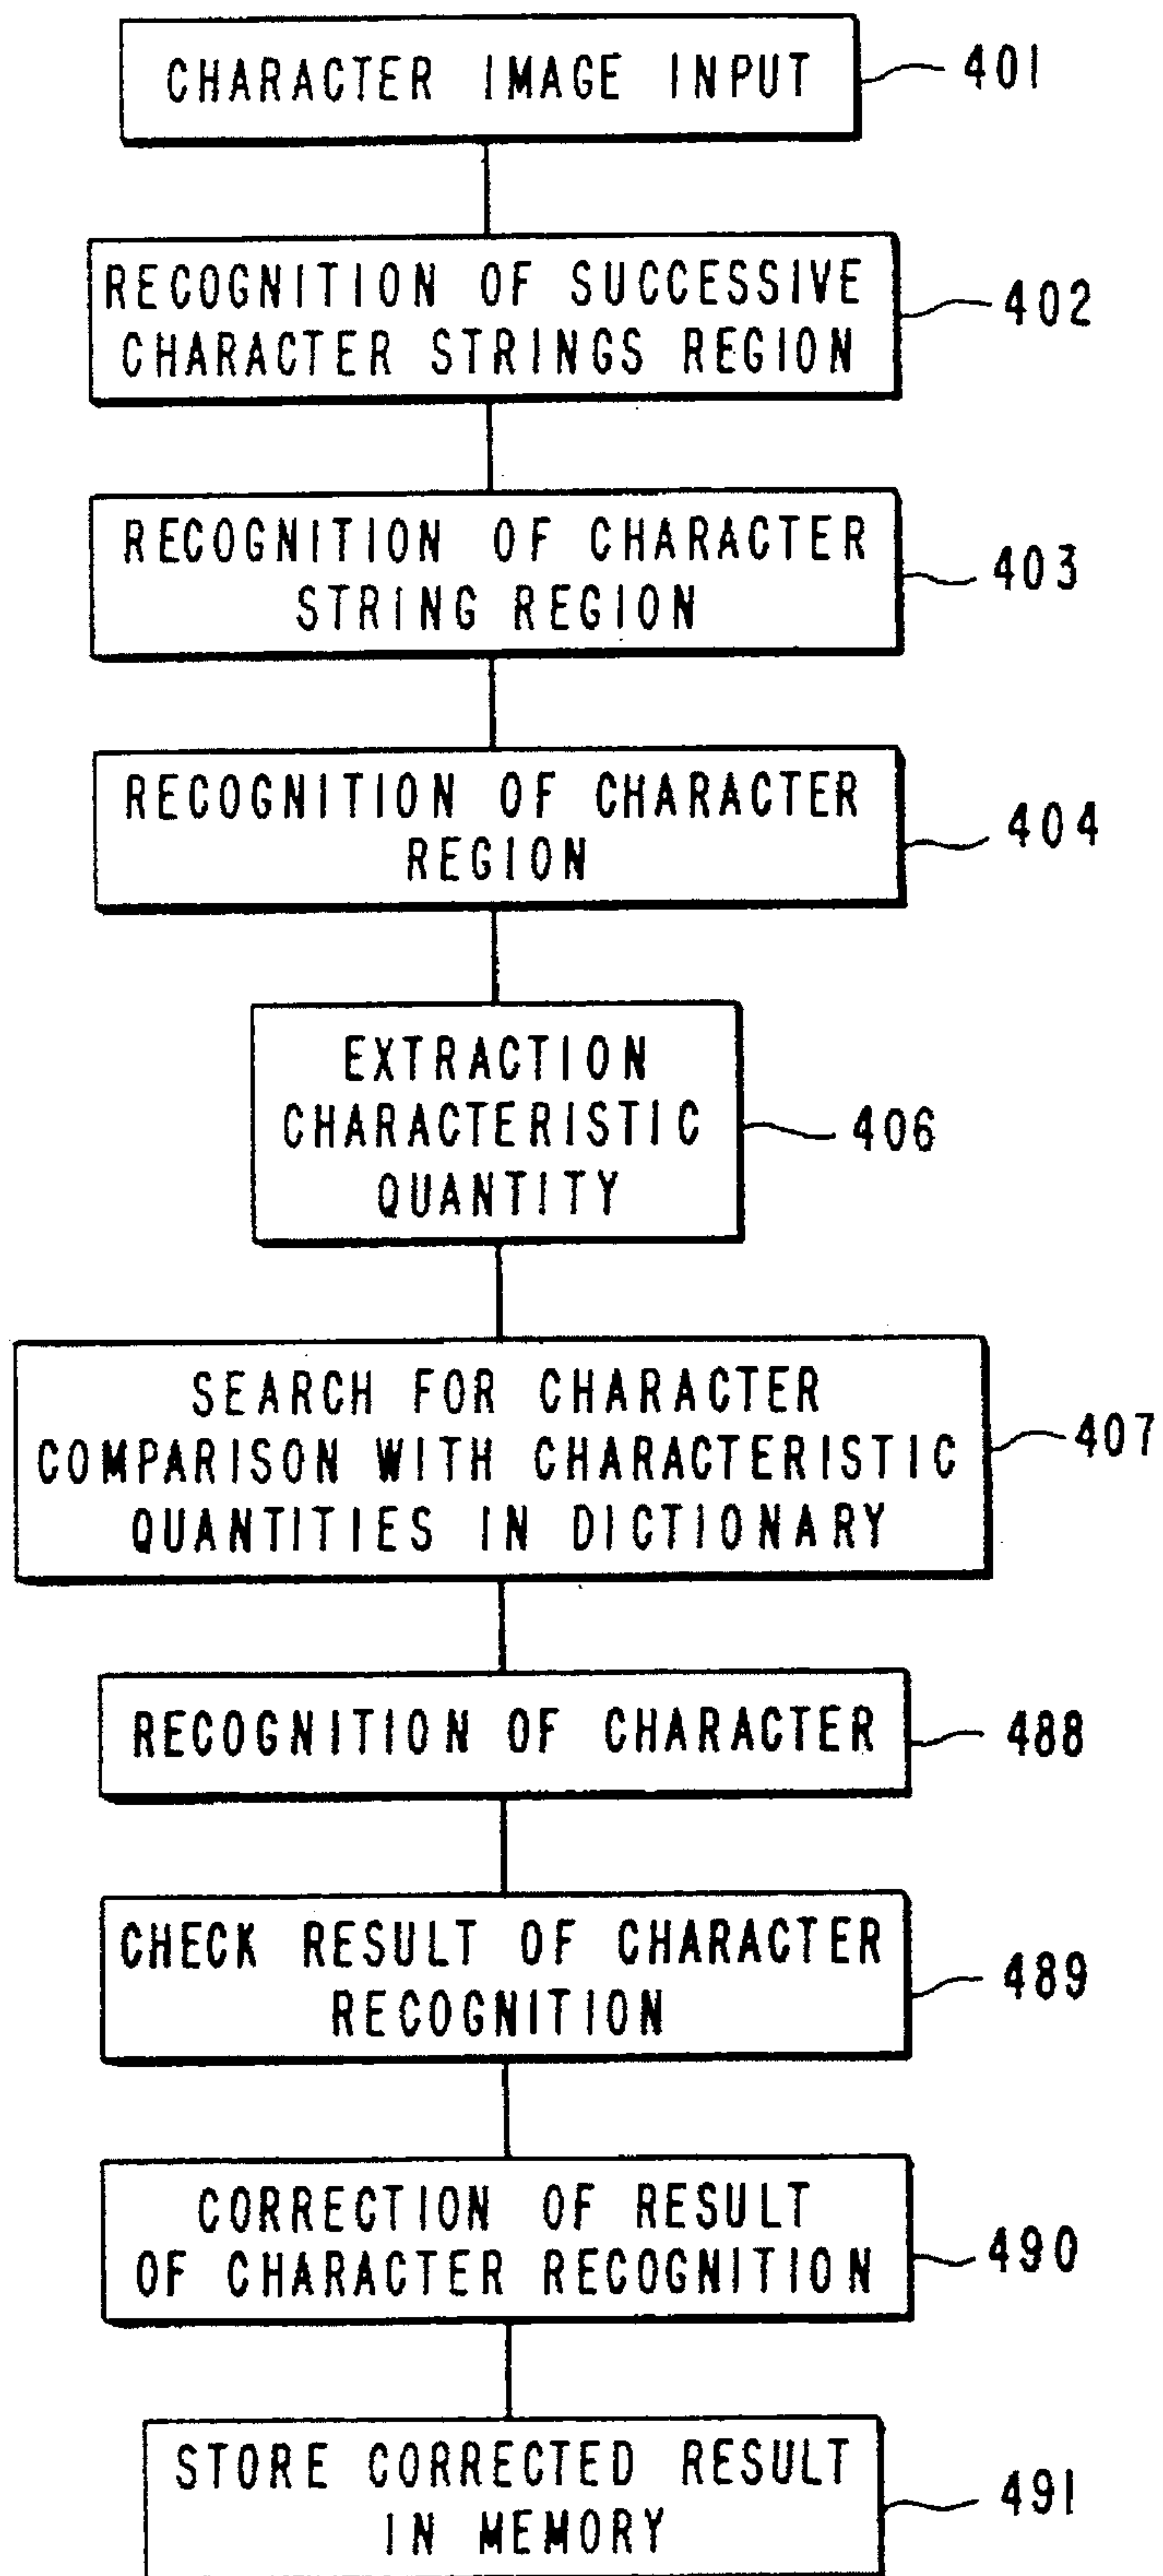 CHARACTER IMAGE INPUT
401
RECOGNITION OF SUCCESSIVE
CHARACTER STRINGS REGION
402
RECOGNITION OF CHARACTER
STRING REGION
403
RECOGNITION OF CHARACTER
REGION
404
EXTRACTION
CHARACTERISTIC
QUANTITY
406
SEARCH FOR CHARACTER
COMPARISON WITH CHARACTERISTIC
QUANTITIES IN DICTIONARY
407
RECOGNITION OF CHARACTER
488
CHECK RESULT OF CHARACTER
RECOGNITION
489
CORRECTION OF RESULT
OF CHARACTER RECOGNITION
490
STORE CORRECTED RESULT
IN MEMORY
491